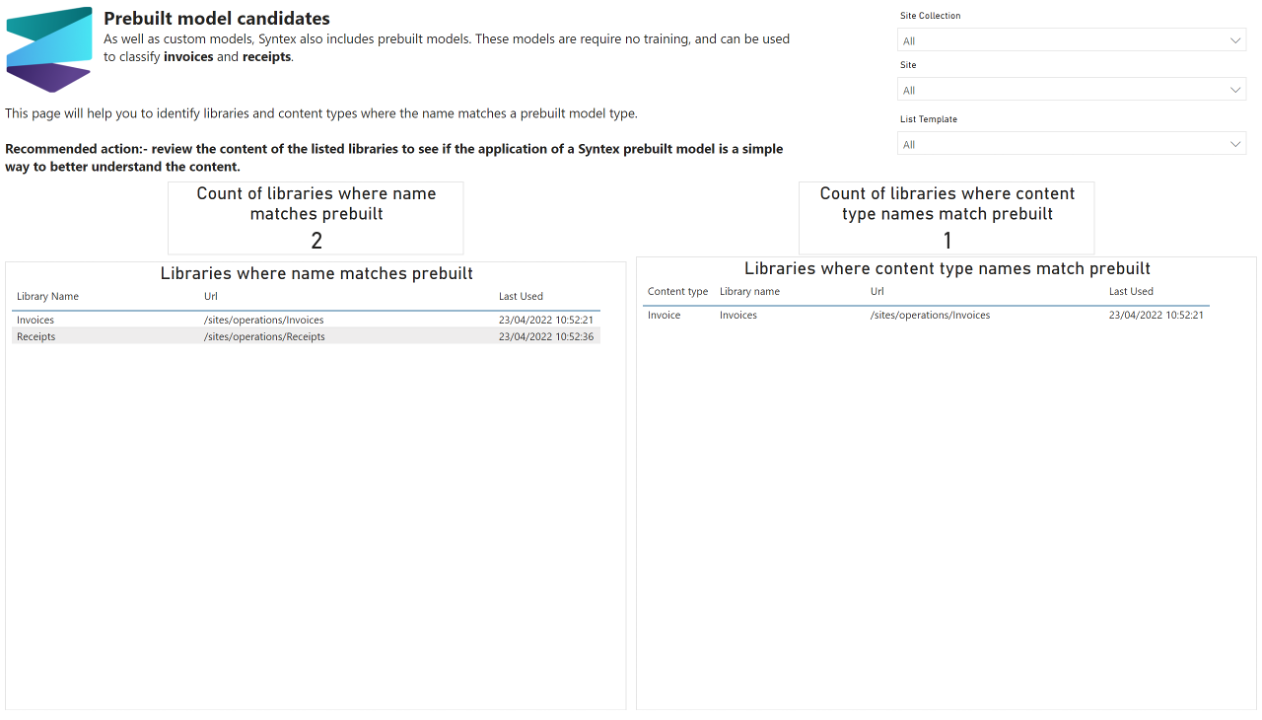 Prebuilt model candidates
As well as custom models, Syntex also includes prebuilt models. These models are require no training, and can be used
to classify invoices and receipts.
This page will help you to identify libraries and content types where the name matches a prebuilt model type.
Recommended action:- review the content of the listed libraries to see if the application of a Syntex prebuilt model is a simple
way to better understand the content.
Site Collection
All
Site
All
List Template
All
Count of libraries where name
matches prebuilt
2
Count of libraries where content
type names match prebuilt
1
Libraries where name matches prebuilt
Library Name Url Last Used
Invoices /sites/operations/Invoices 23/04/2022 10:52:21
Receipts /sites/operations/Receipts 23/04/2022 10:52:36
Libraries where content type names match prebuilt
Content type Library name Url Last Used
Invoice Invoices /sites/operations/Invoices 23/04/2022 10:52:21